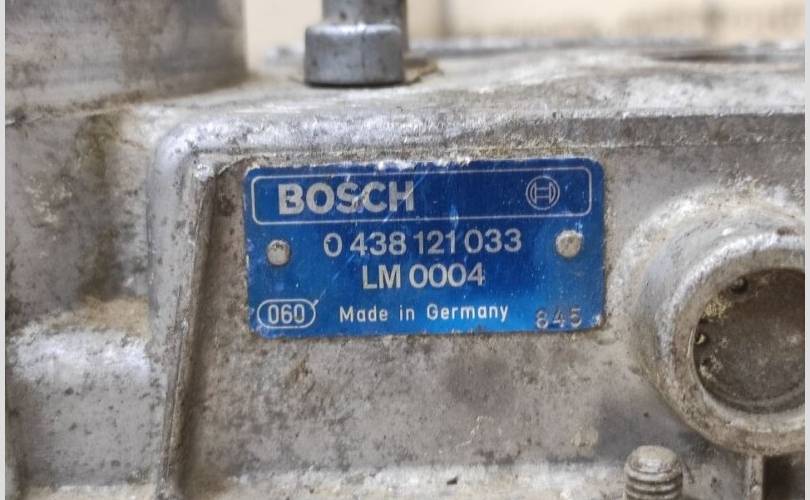 BOSCH
0 438 121 033
LM 0004
060 Made in Germany 845